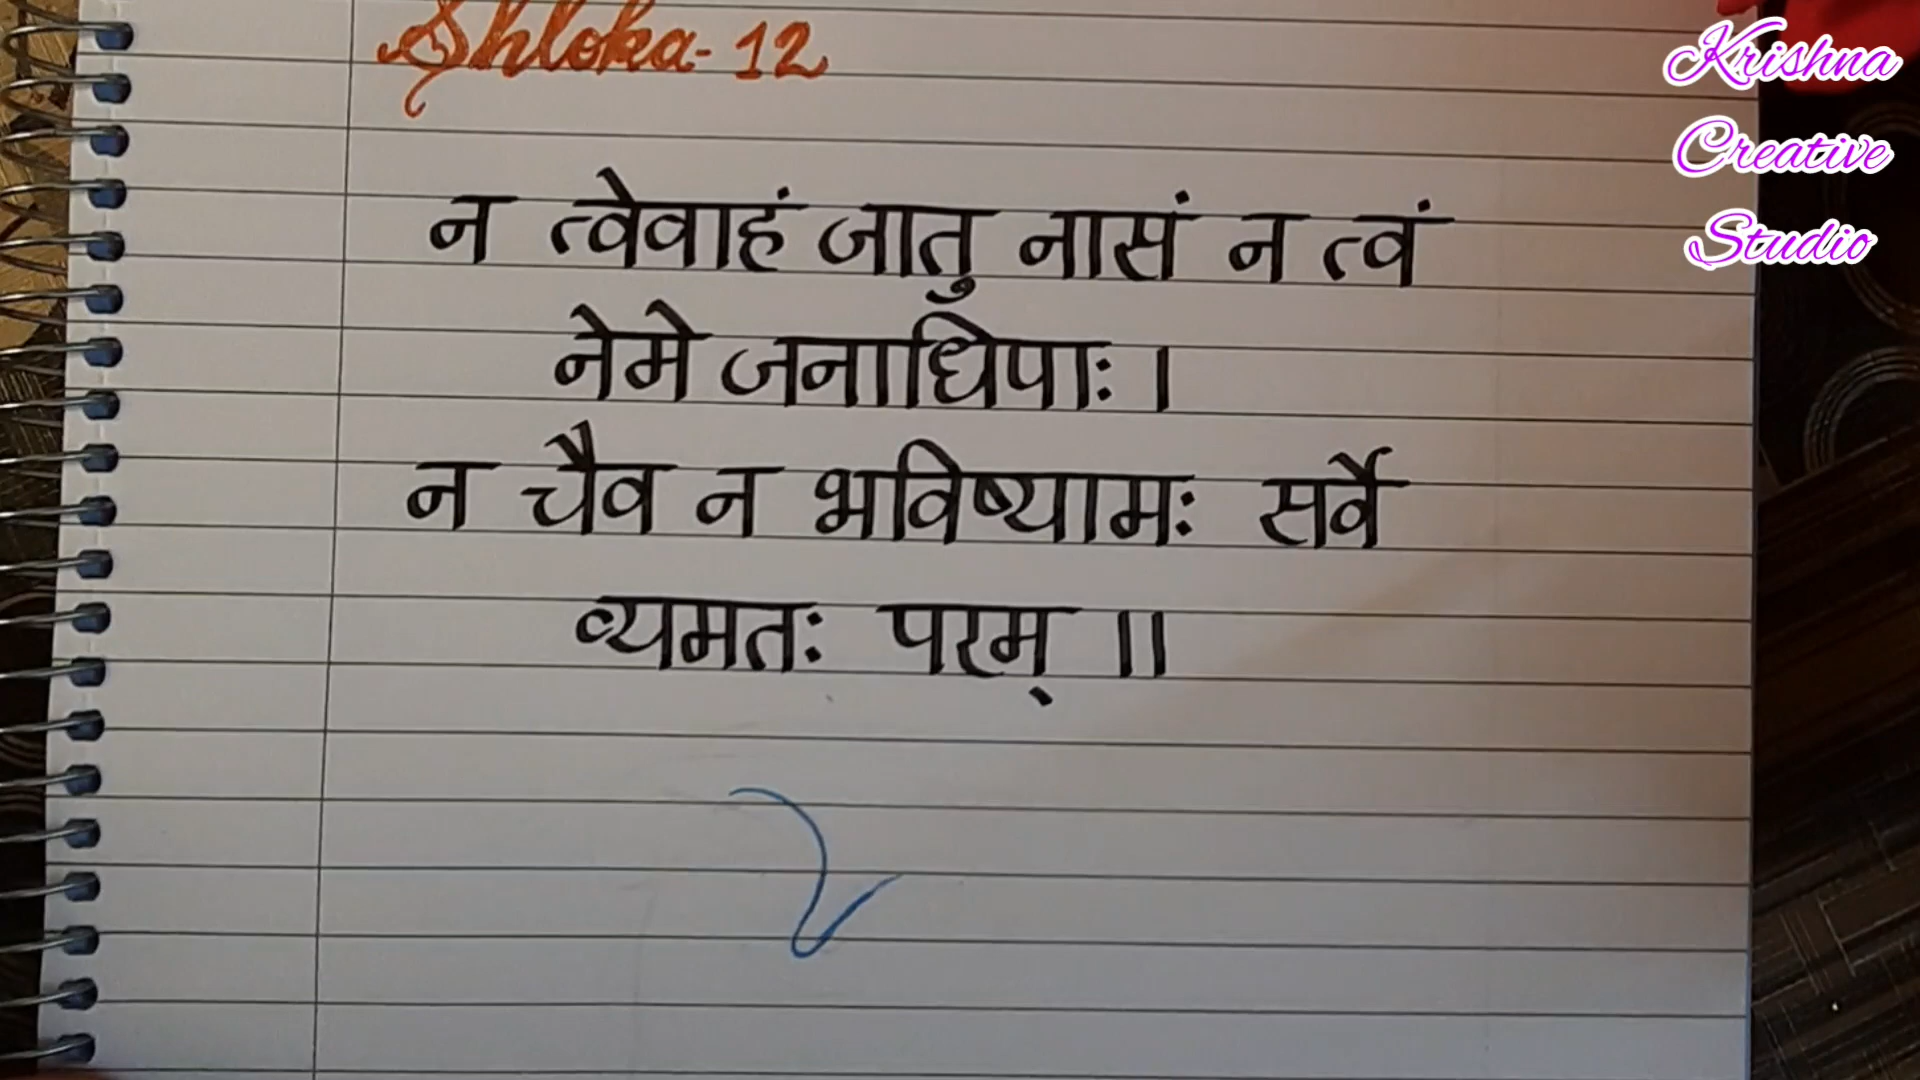 Shloka-12
न त्वेवाहं जातु नासं न त्वं
नेमे जनाधिपाः ।
न चैव न भविष्यामः सर्वे
व्यमतः परम् ॥
Krishna
Creative
Studio